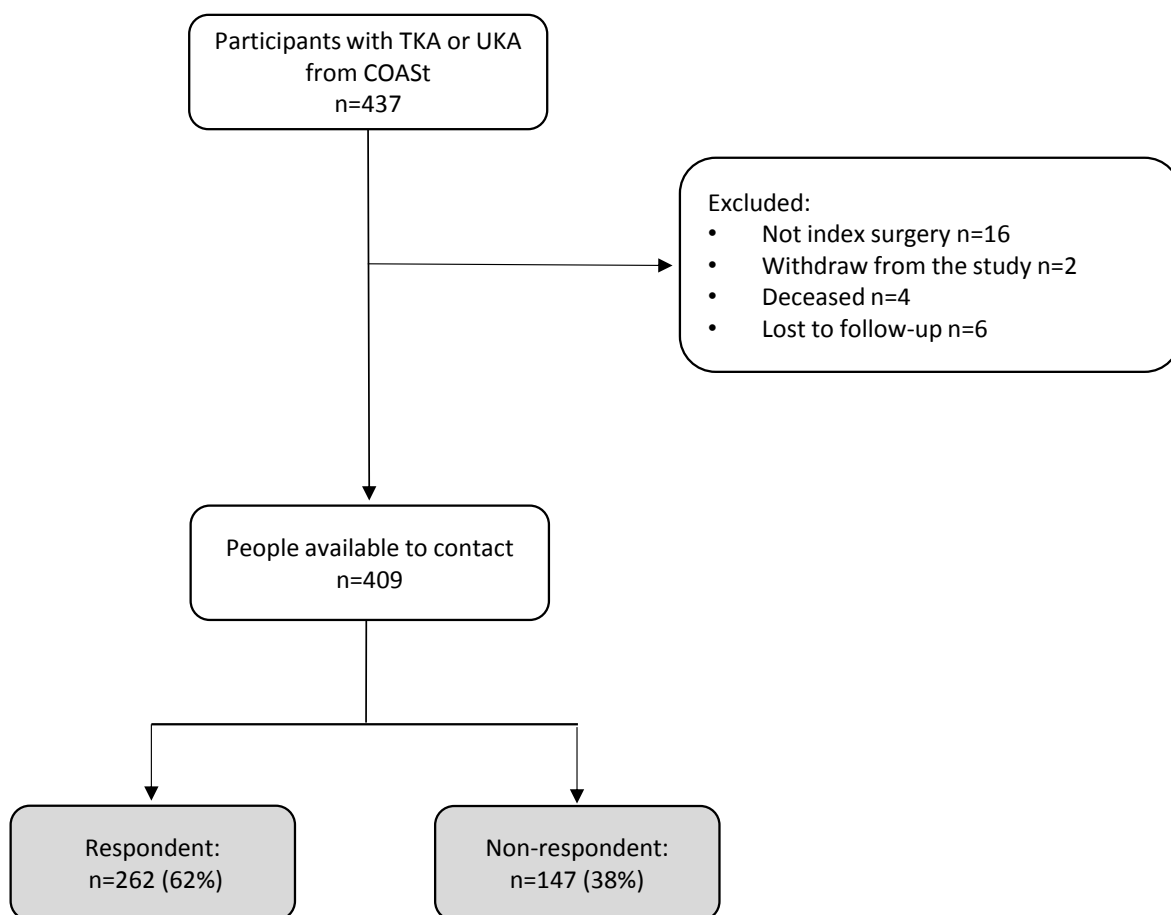 Participants with TKA or UKA
from COASt
n=437
Excluded:
• Not index surgery n=16
• Withdraw from the study n=2
• Deceased n=4
• Lost to follow-up n=6
People available to contact
n=409
Respondent:
n=262 (62%)
Non-respondent:
n=147 (38%)